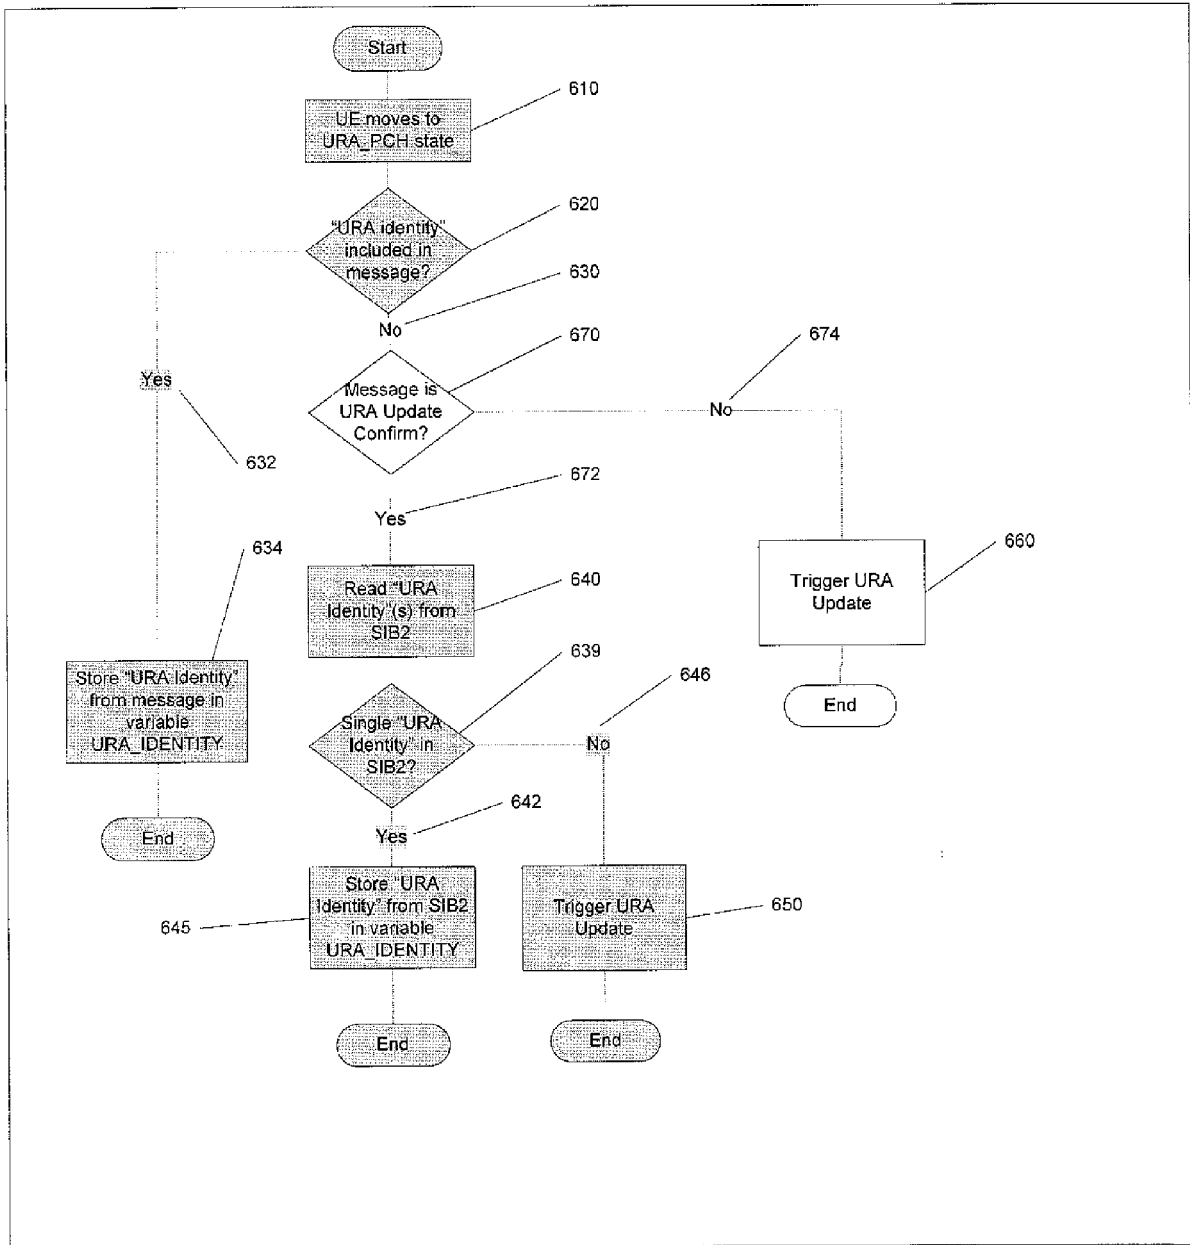 Start
610
UE moves to
URA_PCH state
620
"URA identity"
included in
message?
630
No
670
674
Yes
Message is
URA Update
Confirm?
No
632
672
Yes
634
660
640
Read "URA
Identity"(s) from
SIB2
Trigger URA
Update
639
646
Store "URA Identity"
from message in
variable
URA_IDENTITY
Single "URA
Identity" in
SIB2?
No
End
642
Yes
End
Store "URA
Identity" from SIB2
in variable
URA_IDENTITY
645
Trigger URA
Update
650
End
End